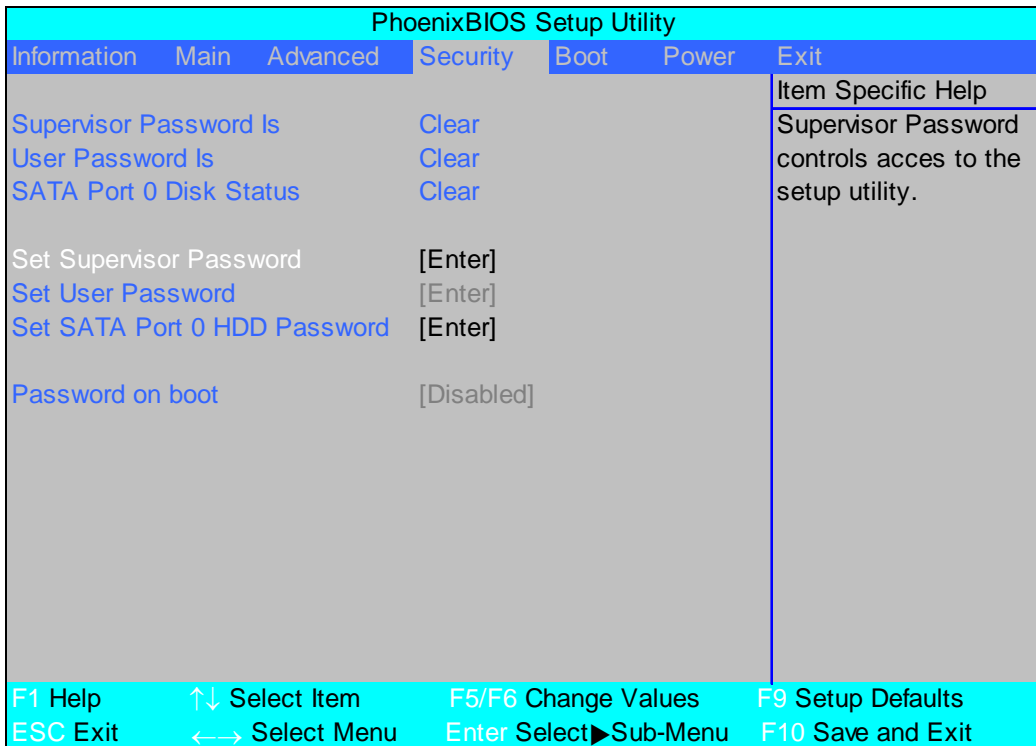 PhoenixBIOS Setup Utility
Information Main Advanced Security Boot Power Exit
Item Specific Help
Supervisor Password Is Clear
User Password Is Clear
SATA Port 0 Disk Status Clear
Supervisor Password
controls acces to the
setup utility.
Set Supervisor Password [Enter]
Set User Password [Enter]
Set SATA Port 0 HDD Password [Enter]
Password on boot [Disabled]
F1 Help ↑↓ Select Item F5/F6 Change Values F9 Setup Defaults
ESC Exit ←→ Select Menu Enter Select▶Sub-Menu F10 Save and Exit